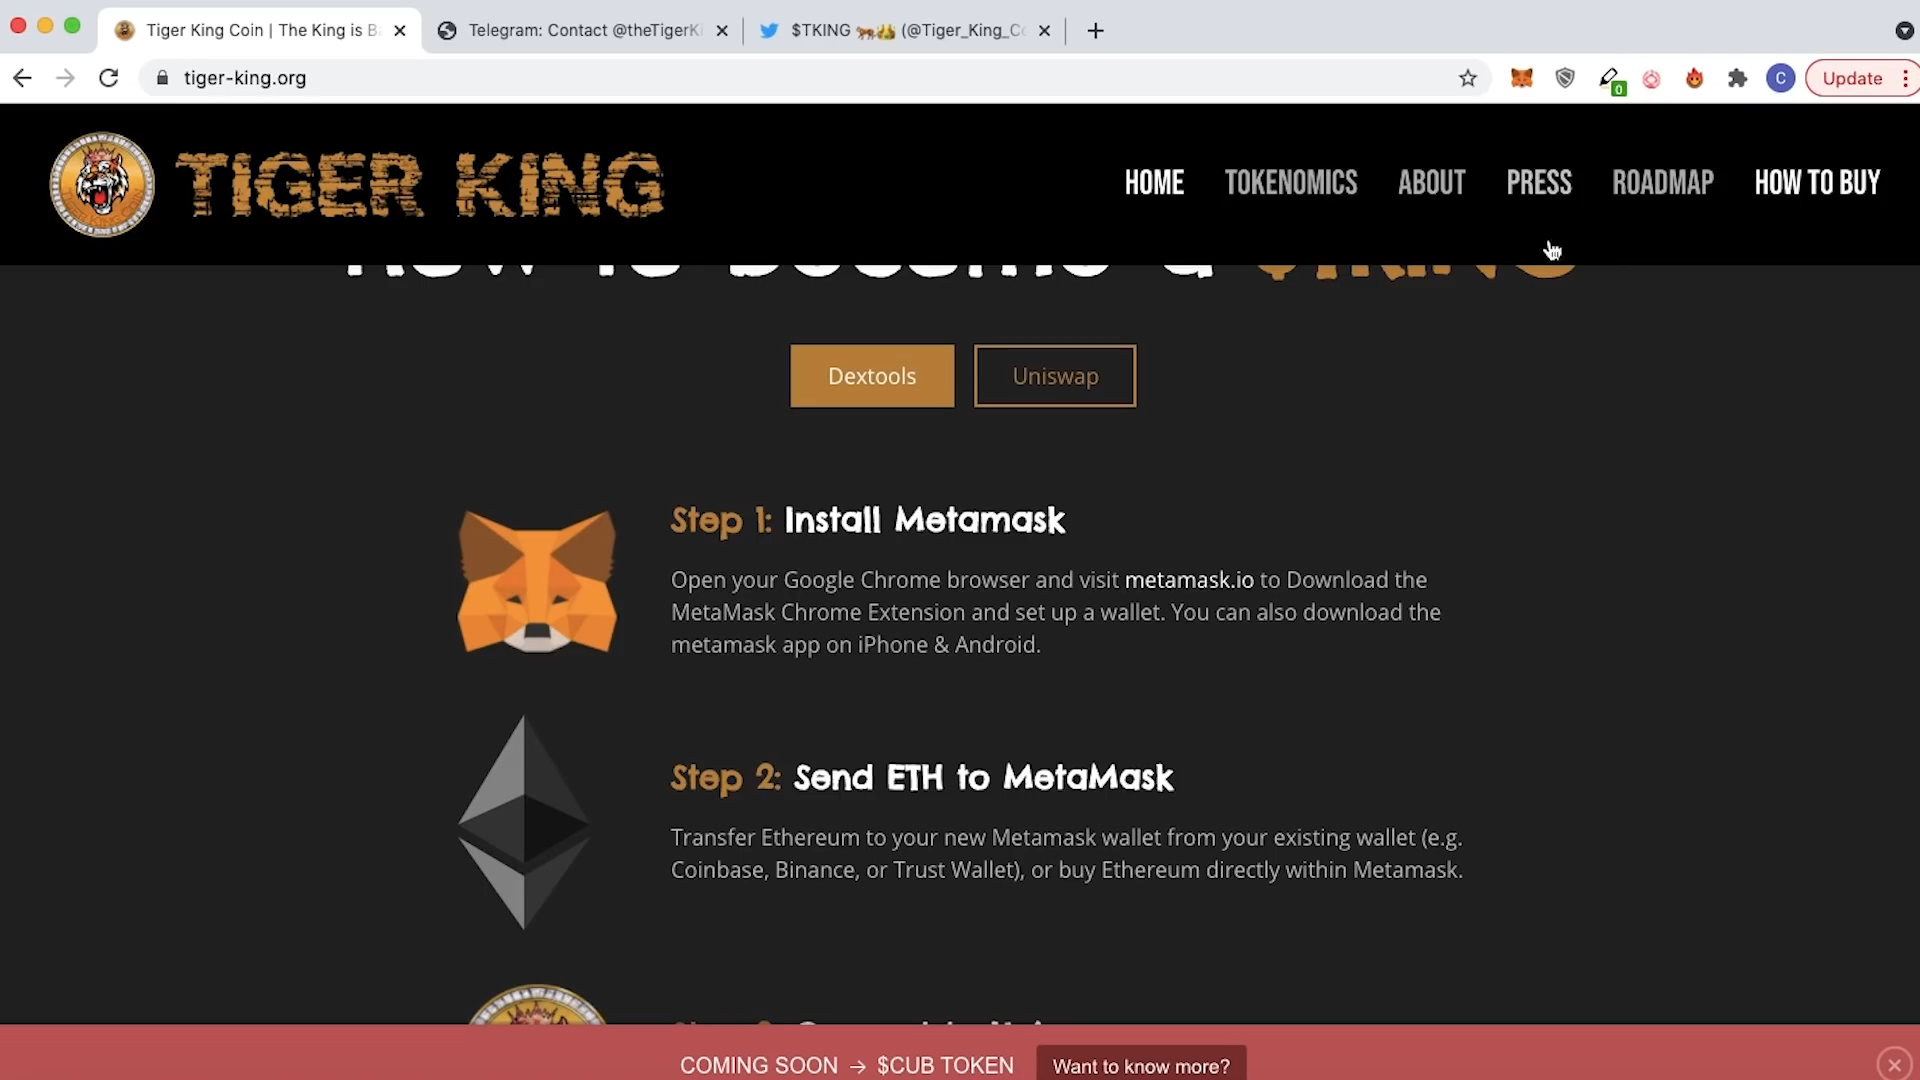 Tiger King Coin | The King is Ba
Telegram: Contact @theTigerKi
$TKING (@Tiger_King_Co
tiger-king.org
0
C
Update
TIGER KING
HOME
TOKENOMICS
ABOUT
PRESS
ROADMAP
HOW TO BUY
Dextools
Uniswap
Step 1: Install Metamask
Open your Google Chrome browser and visit metamask.io to Download the
MetaMask Chrome Extension and set up a wallet. You can also download the
metamask app on iPhone & Android.
Step 2: Send ETH to MetaMask
Transfer Ethereum to your new Metamask wallet from your existing wallet (e.g.
Coinbase, Binance, or Trust Wallet), or buy Ethereum directly within Metamask.
COMING SOON → $CUB TOKEN
Want to know more?